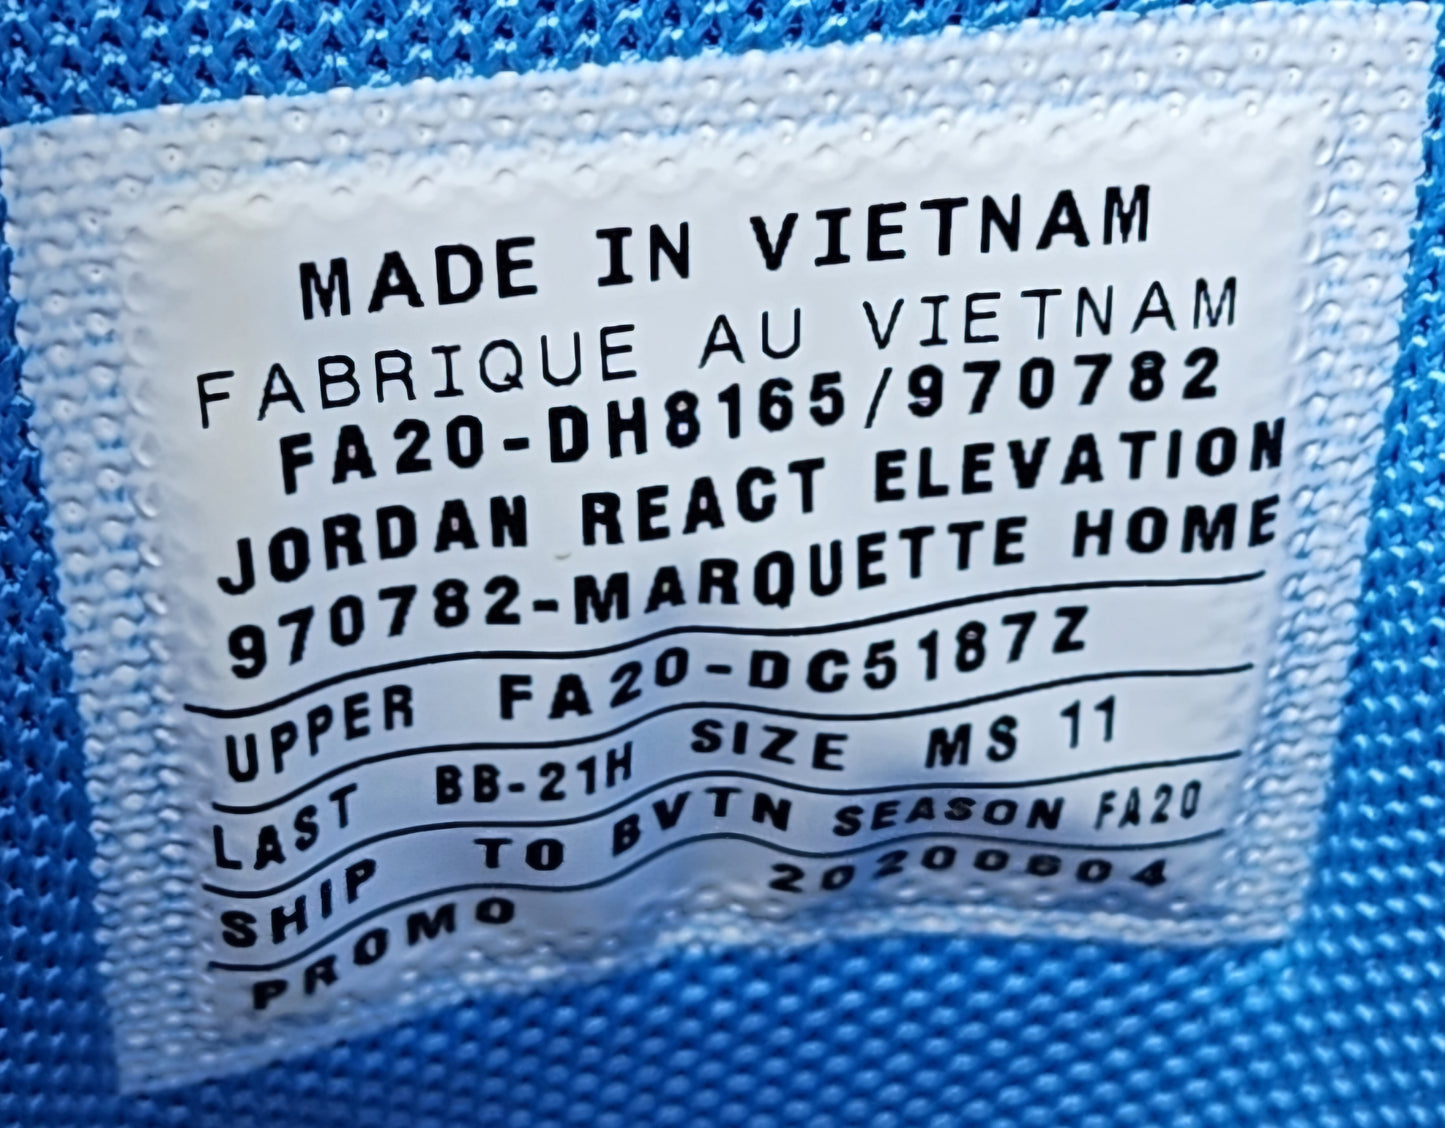 MADE IN VIETNAM
FABRIQUE AU VIETNAM
FA20-DH8165/970782
JORDAN REACT ELEVATION
970782-MARQUETTE HOME
UPPER FA20-DC5187Z
LAST BB-21H SIZE MS 11
SHIP TO BVTN SEASON FA20
PROMO 20200604